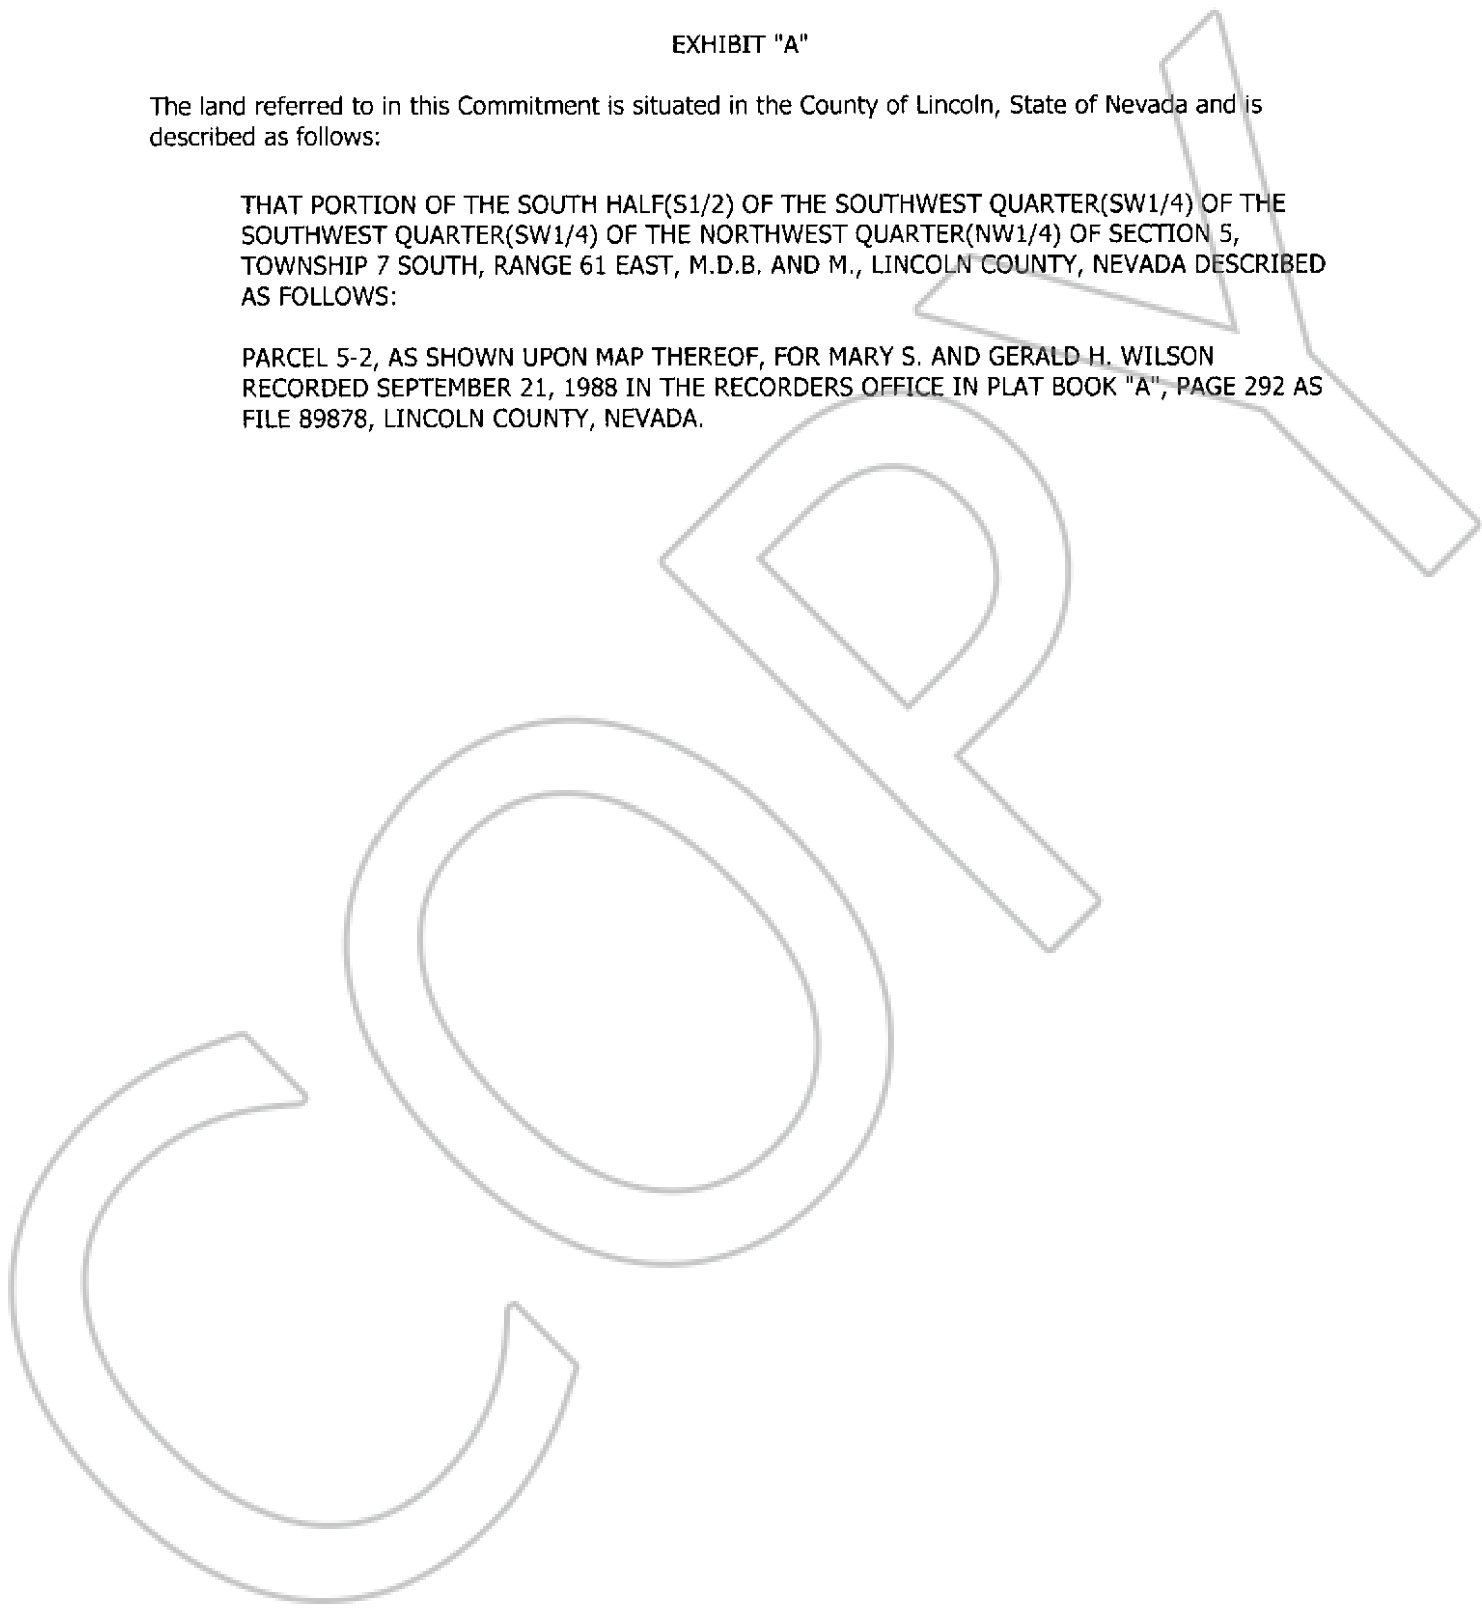 EXHIBIT "A"
The land referred to in this Commitment is situated in the County of Lincoln, State of Nevada and is
described as follows:
THAT PORTION OF THE SOUTH HALF(S1/2) OF THE SOUTHWEST QUARTER(SW1/4) OF THE
SOUTHWEST QUARTER(SW1/4) OF THE NORTHWEST QUARTER(NW1/4) OF SECTION 5,
TOWNSHIP 7 SOUTH, RANGE 61 EAST, M.D.B. AND M., LINCOLN COUNTY, NEVADA DESCRIBED
AS FOLLOWS:
PARCEL 5-2, AS SHOWN UPON MAP THEREOF, FOR MARY S. AND GERALD H. WILSON
RECORDED SEPTEMBER 21, 1988 IN THE RECORDERS OFFICE IN PLAT BOOK "A", PAGE 292 AS
FILE 89878, LINCOLN COUNTY, NEVADA.
COPY